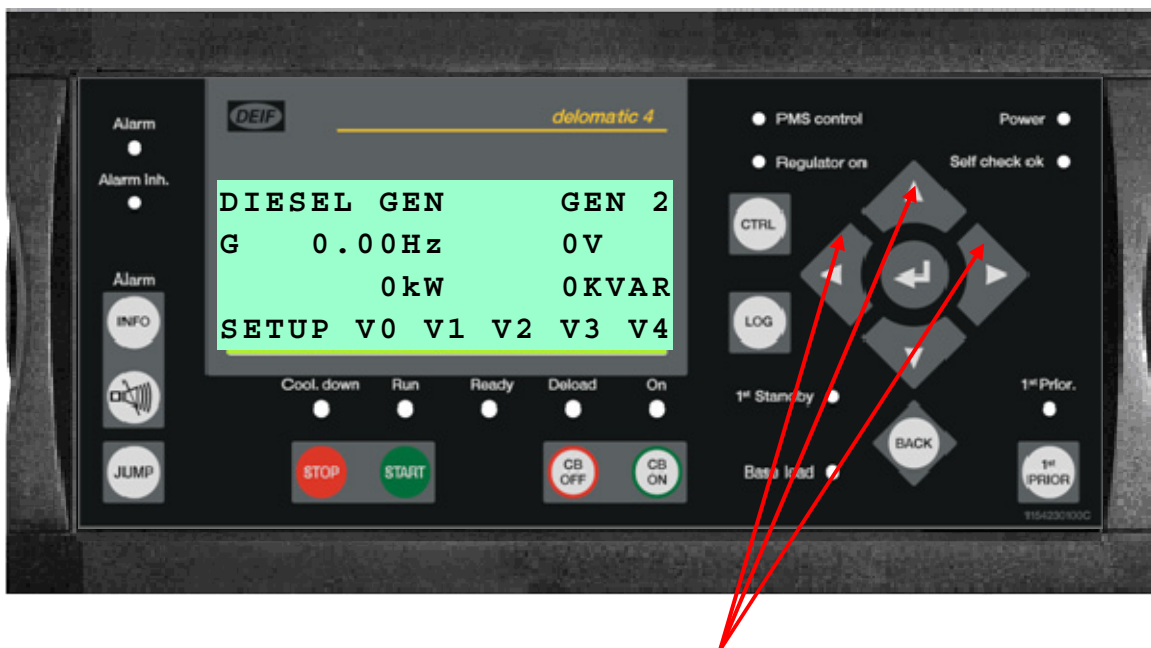 DEIF
delomatic 4
Alarm
Alarm Inh.
PMS control
Power
Regulator on
Self check ok
DIESEL GEN GEN 2
G 0.00Hz 0V
0kW 0KVAR
SETUP V0 V1 V2 V3 V4
CTRL
LOG
Alarm
INFO
JUMP
Cool. down Run Ready Deload On
STOP START
CB OFF
CB ON
1st Standby
Base load
BACK
1st Prior.
1st PRIOR
1154230100C